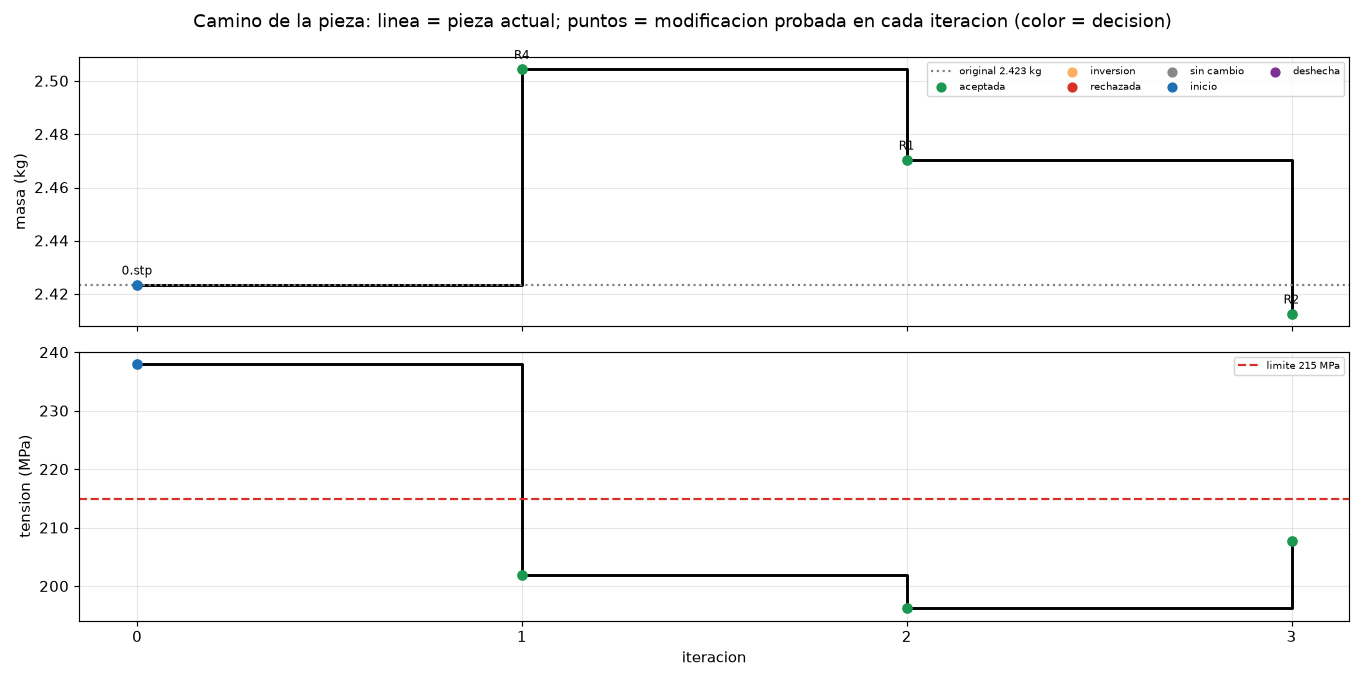 Camino de la pieza: linea = pieza actual; puntos = modificacion probada en cada iteracion (color = decision)
R4
original 2.423 kg
inversion
sin cambio
deshecha
aceptada
rechazada
inicio
2.50
2.48
R1
2.46
masa (kg)
2.44
0.stp
2.42
R2
240
limite 215 MPa
230
220
tension (MPa)
210
200
0
1
2
3
iteracion